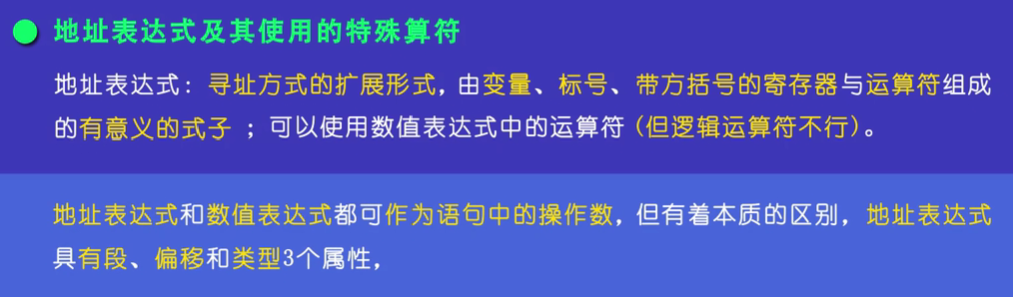 地址表达式及其使用的特殊算符
地址表达式：寻址方式的扩展形式，由变量、标号、带方括号的寄存器与运算符组成
的有意义的式子 ；可以使用数值表达式中的运算符（但逻辑运算符不行）。
地址表达式和数值表达式都可作为语句中的操作数，但有着本质的区别，地址表达式
具有段、偏移和类型3个属性，